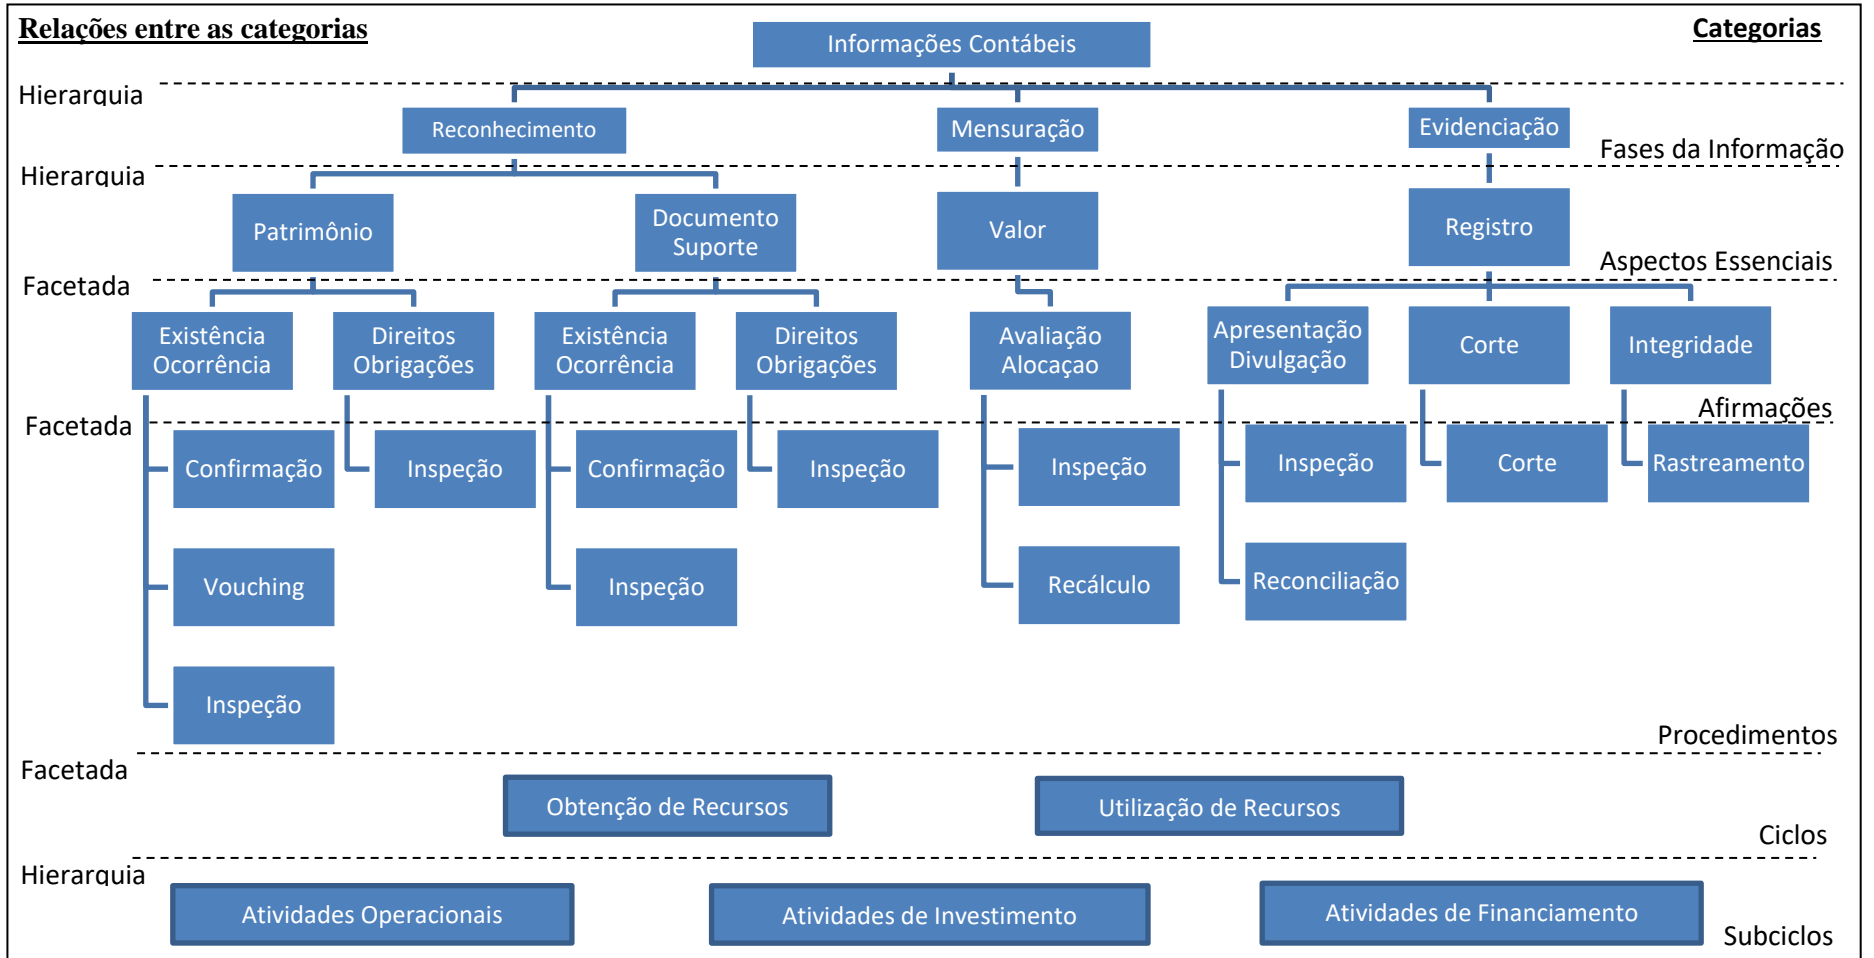 Relações entre as categorias
Categorias
Informações Contábeis
Hierarquia
Reconhecimento
Mensuração
Evidenciação
Fases da Informação
Hierarquia
Patrimônio
Documento
Suporte
Valor
Registro
Aspectos Essenciais
Facetada
Existência
Ocorrência
Direitos
Obrigações
Existência
Ocorrência
Direitos
Obrigações
Avaliação
Alocaçao
Apresentação
Divulgação
Corte
Integridade
Afirmações
Facetada
Confirmação
Inspeção
Confirmação
Inspeção
Inspeção
Inspeção
Corte
Rastreamento
Vouching
Inspeção
Recálculo
Reconciliação
Inspeção
Procedimentos
Facetada
Obtenção de Recursos
Utilização de Recursos
Ciclos
Hierarquia
Atividades Operacionais
Atividades de Investimento
Atividades de Financiamento
Subciclos